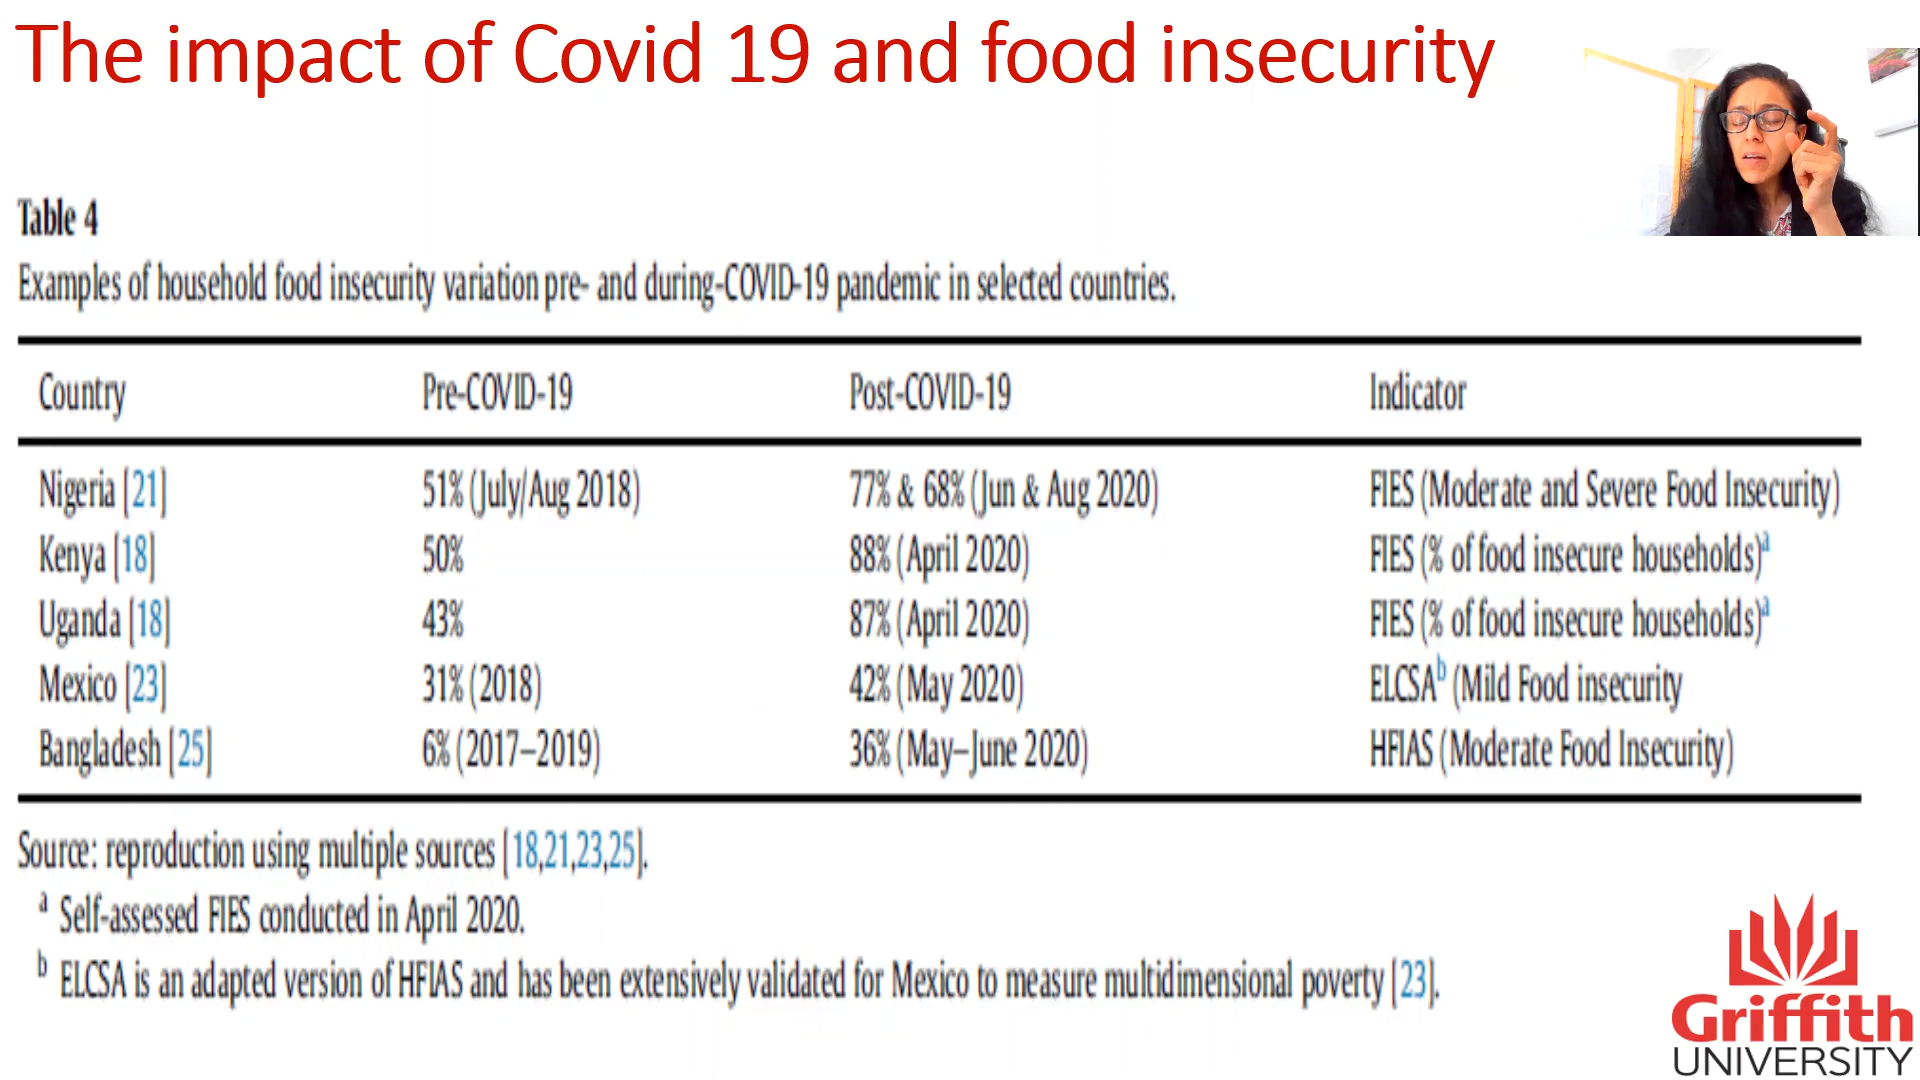 The impact of Covid 19 and food insecurity
Table 4
Examples of household food insecurity variation pre- and during-COVID-19 pandemic in selected countries.
Country Pre-COVID-19 Post-COVID-19 Indicator
Nigeria [21] 51% (July/Aug 2018) 77% & 68% (Jun & Aug 2020) FIES (Moderate and Severe Food Insecurity)
Kenya [18] 50% 88% (April 2020) FIES (% of food insecure households)a
Uganda [18] 43% 87% (April 2020) FIES (% of food insecure households)a
Mexico [23] 31% (2018) 42% (May 2020) ELCSAb (Mild Food insecurity
Bangladesh [25] 6% (2017–2019) 36% (May–June 2020) HFIAS (Moderate Food Insecurity)
Source: reproduction using multiple sources [18,21,23,25].
a Self-assessed FIES conducted in April 2020.
b ELCSA is an adapted version of HFIAS and has been extensively validated for Mexico to measure multidimensional poverty [23].
Griffith
UNIVERSITY